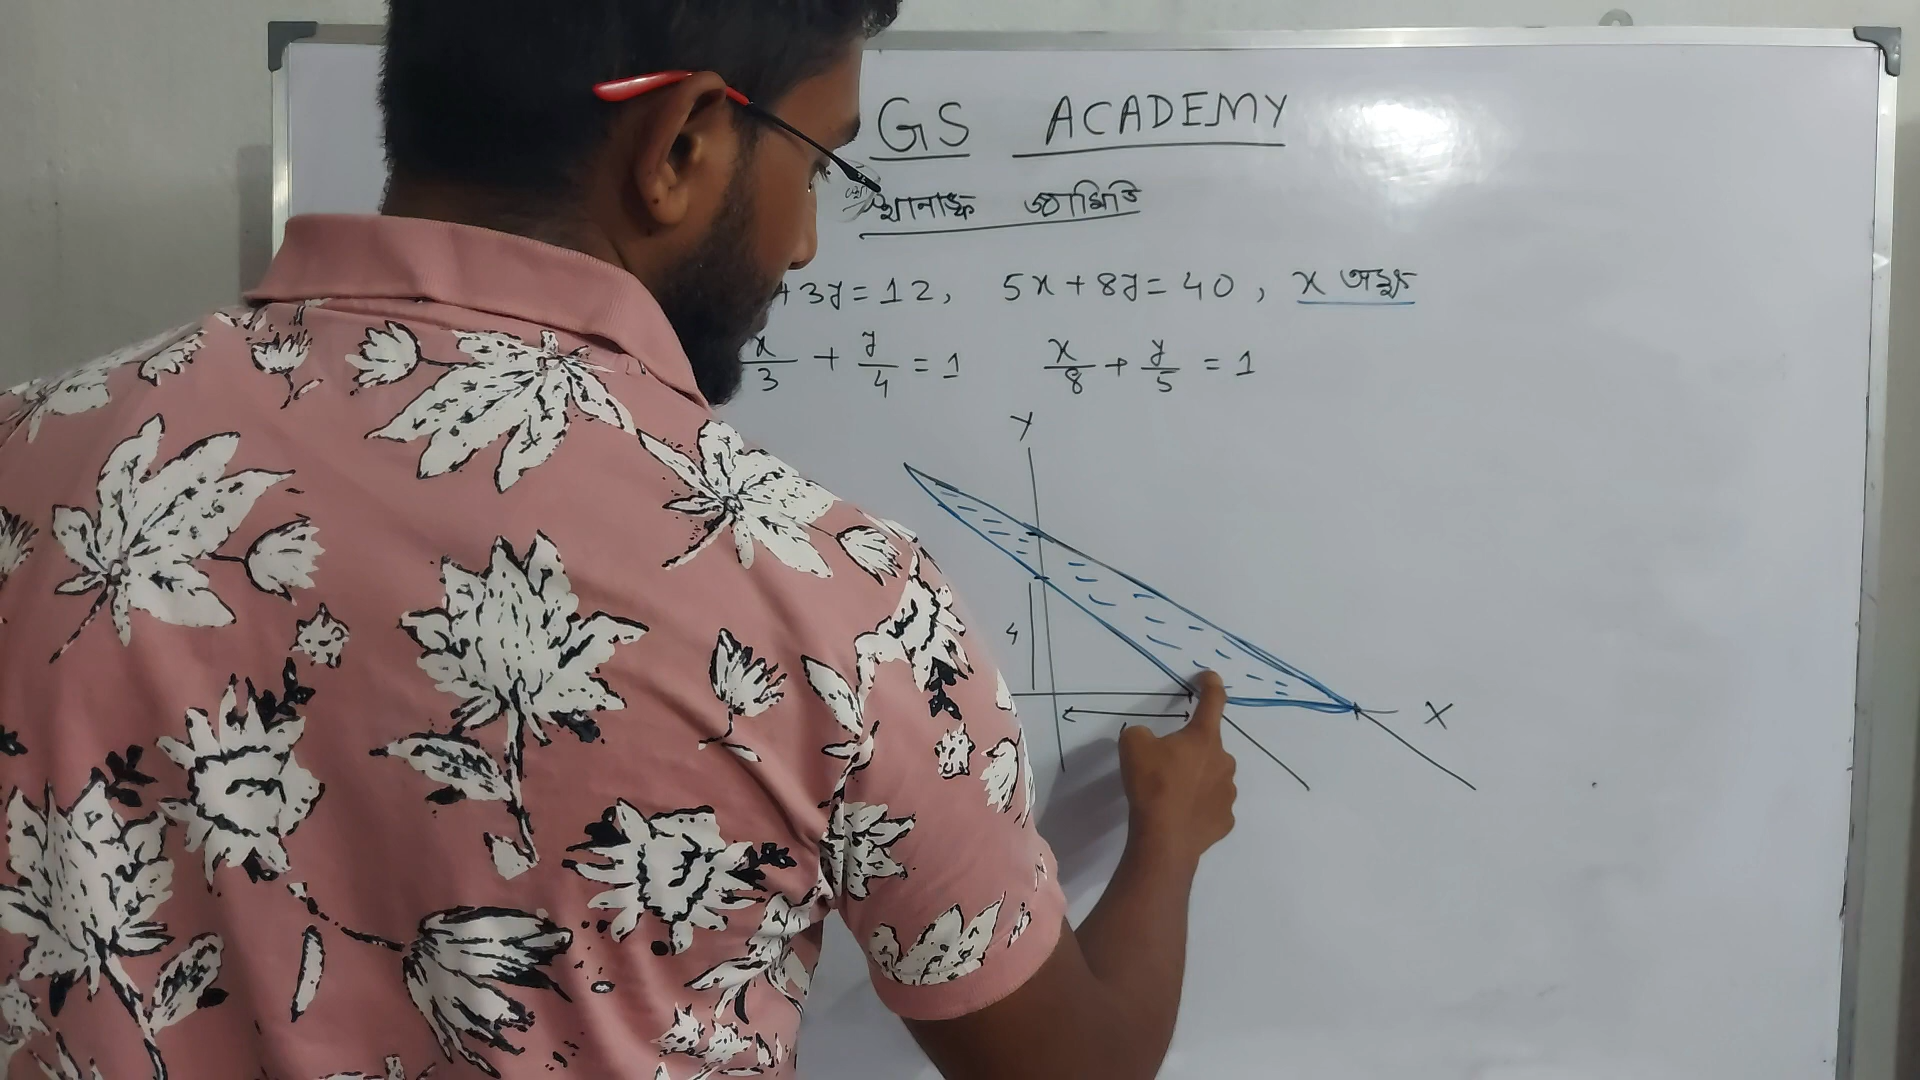 GS ACADEMY
স্থানাঙ্ক জ্যামিতি
+3y=12, 5x+8y=40, x অক্ষ
x/3 + y/4 = 1 x/8 + y/5 = 1
Y
4
X